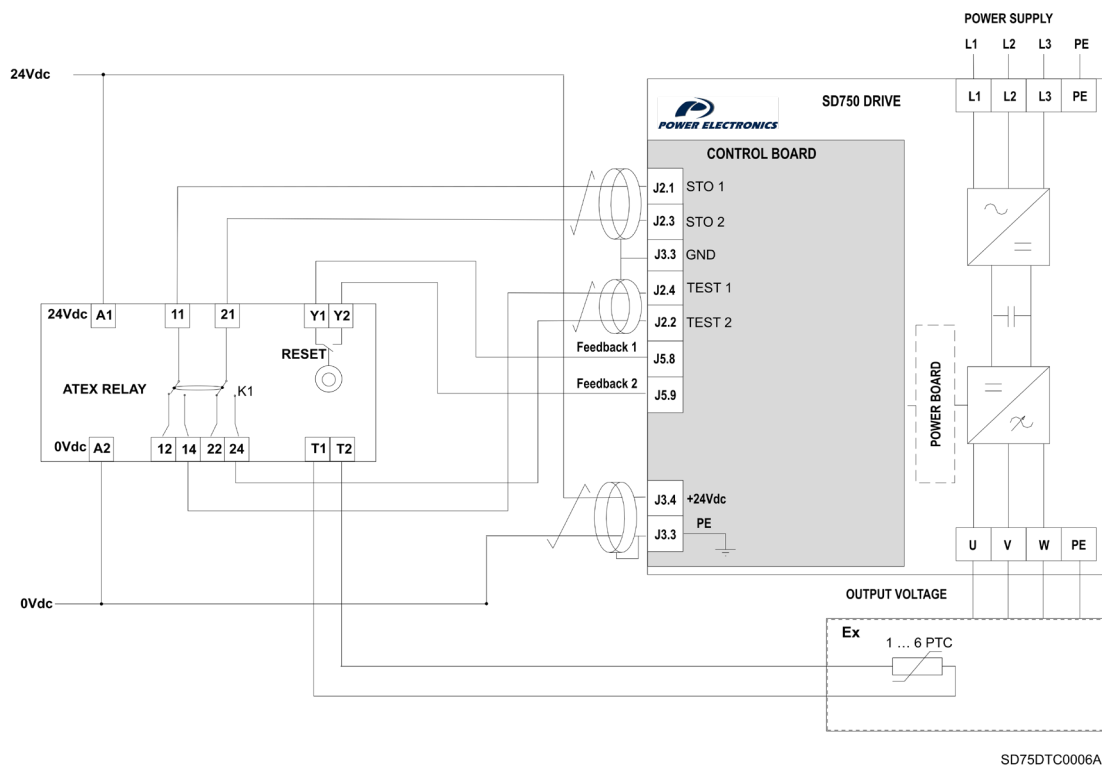 POWER SUPPLY
L1 L2 L3 PE
24Vdc
L1 L2 L3 PE
SD750 DRIVE
POWER ELECTRONICS
CONTROL BOARD
J2.1 STO 1
J2.3 STO 2
J3.3 GND
J2.4 TEST 1
J2.2 TEST 2
24Vdc A1 11 21 Y1 Y2
Feedback 1 J5.8
RESET
Feedback 2 J5.9
ATEX RELAY K1
POWER BOARD
0Vdc A2 12 14 22 24 T1 T2
J3.4 +24Vdc
J3.3 PE
U V W PE
OUTPUT VOLTAGE
0Vdc
Ex
1 ... 6 PTC
SD75DTC0006A